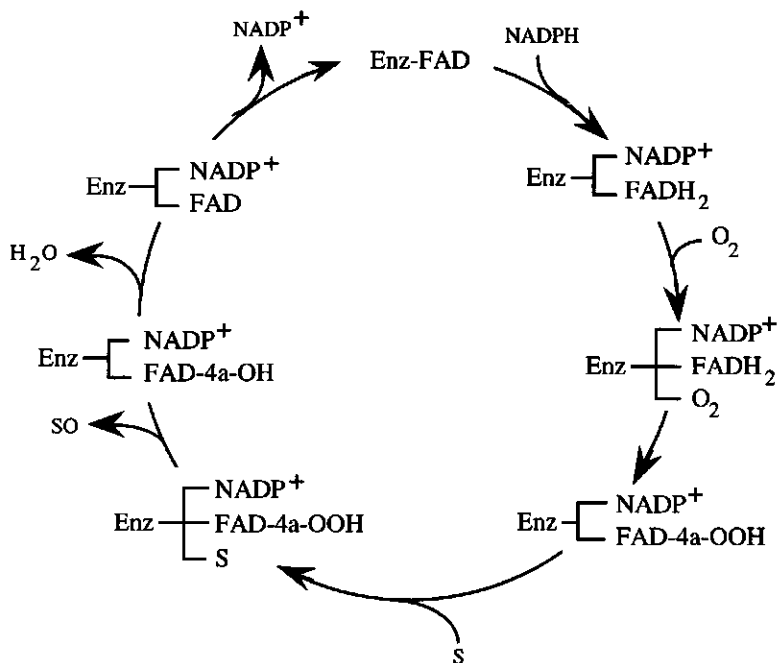 NADP+
Enz-FAD
NADPH
Enz
NADP+
FADH2
O2
Enz
NADP+
FADH2
O2
Enz
NADP+
FAD-4a-OOH
S
Enz
NADP+
FAD-4a-OOH
S
SO
Enz
NADP+
FAD-4a-OH
H2O
Enz
NADP+
FAD